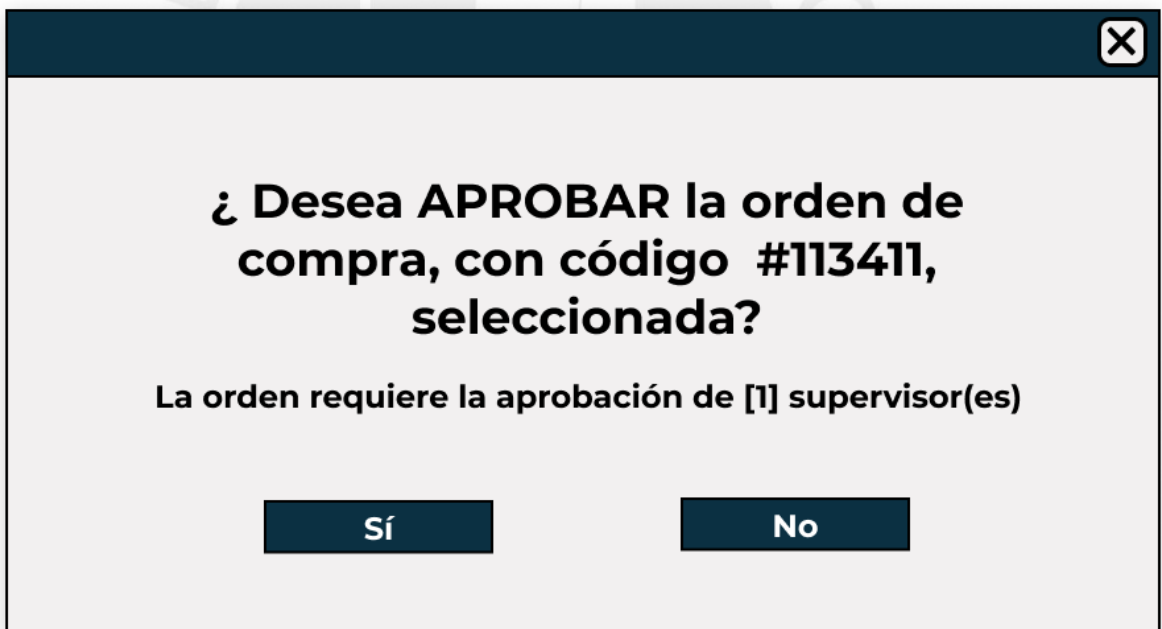 ¿ Desea APROBAR la orden de
compra, con código  #113411,
seleccionada?
La orden requiere la aprobación de [1] supervisor(es)
Sí
No